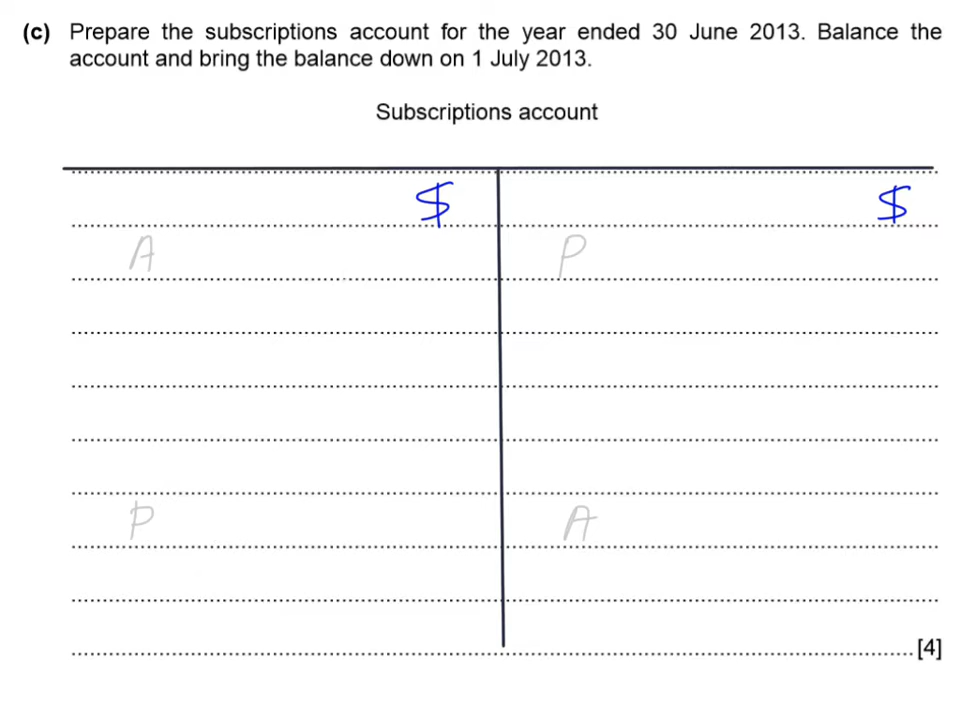 (c) Prepare the subscriptions account for the year ended 30 June 2013. Balance the
account and bring the balance down on 1 July 2013.
Subscriptions account
$ $
A P
P A
[4]